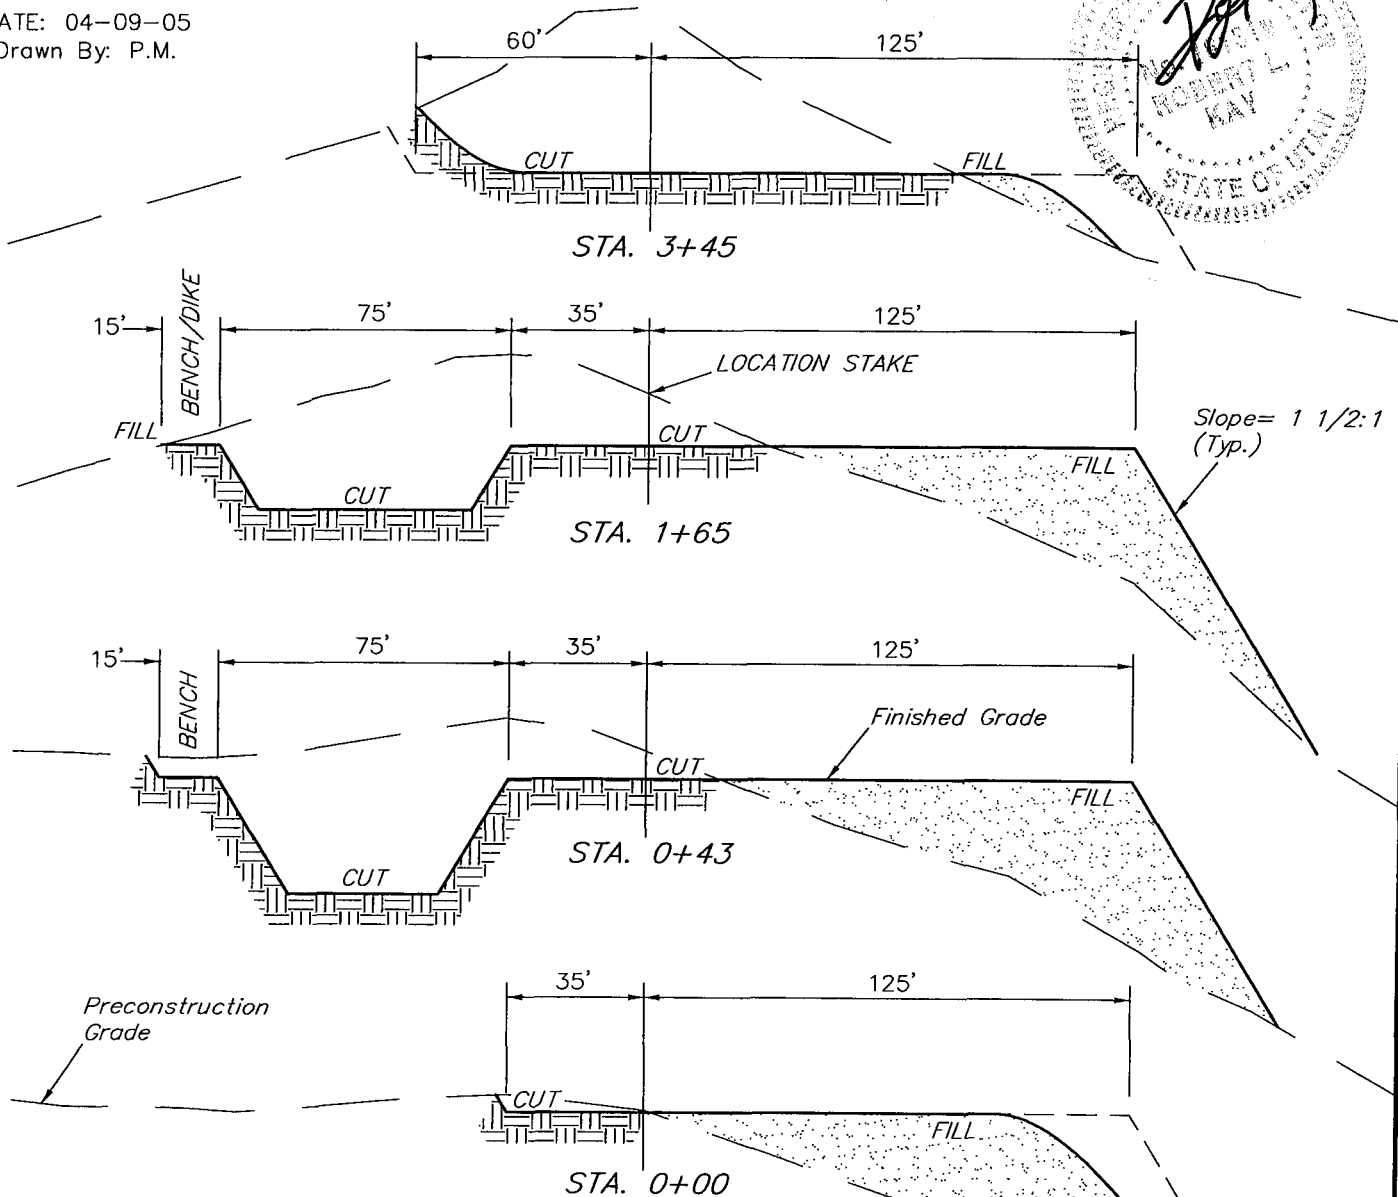 ATE: 04-09-05
Drawn By: P.M.
60'
125'
ROBERT L.
KAY
STATE OF UTAH
CUT
FILL
STA. 3+45
15'
BENCH/DIKE
75'
35'
125'
LOCATION STAKE
FILL
CUT
CUT
FILL
Slope= 1 1/2:1
(Typ.)
STA. 1+65
15'
BENCH
75'
35'
125'
Finished Grade
CUT
FILL
CUT
STA. 0+43
35'
125'
Preconstruction
Grade
CUT
FILL
STA. 0+00